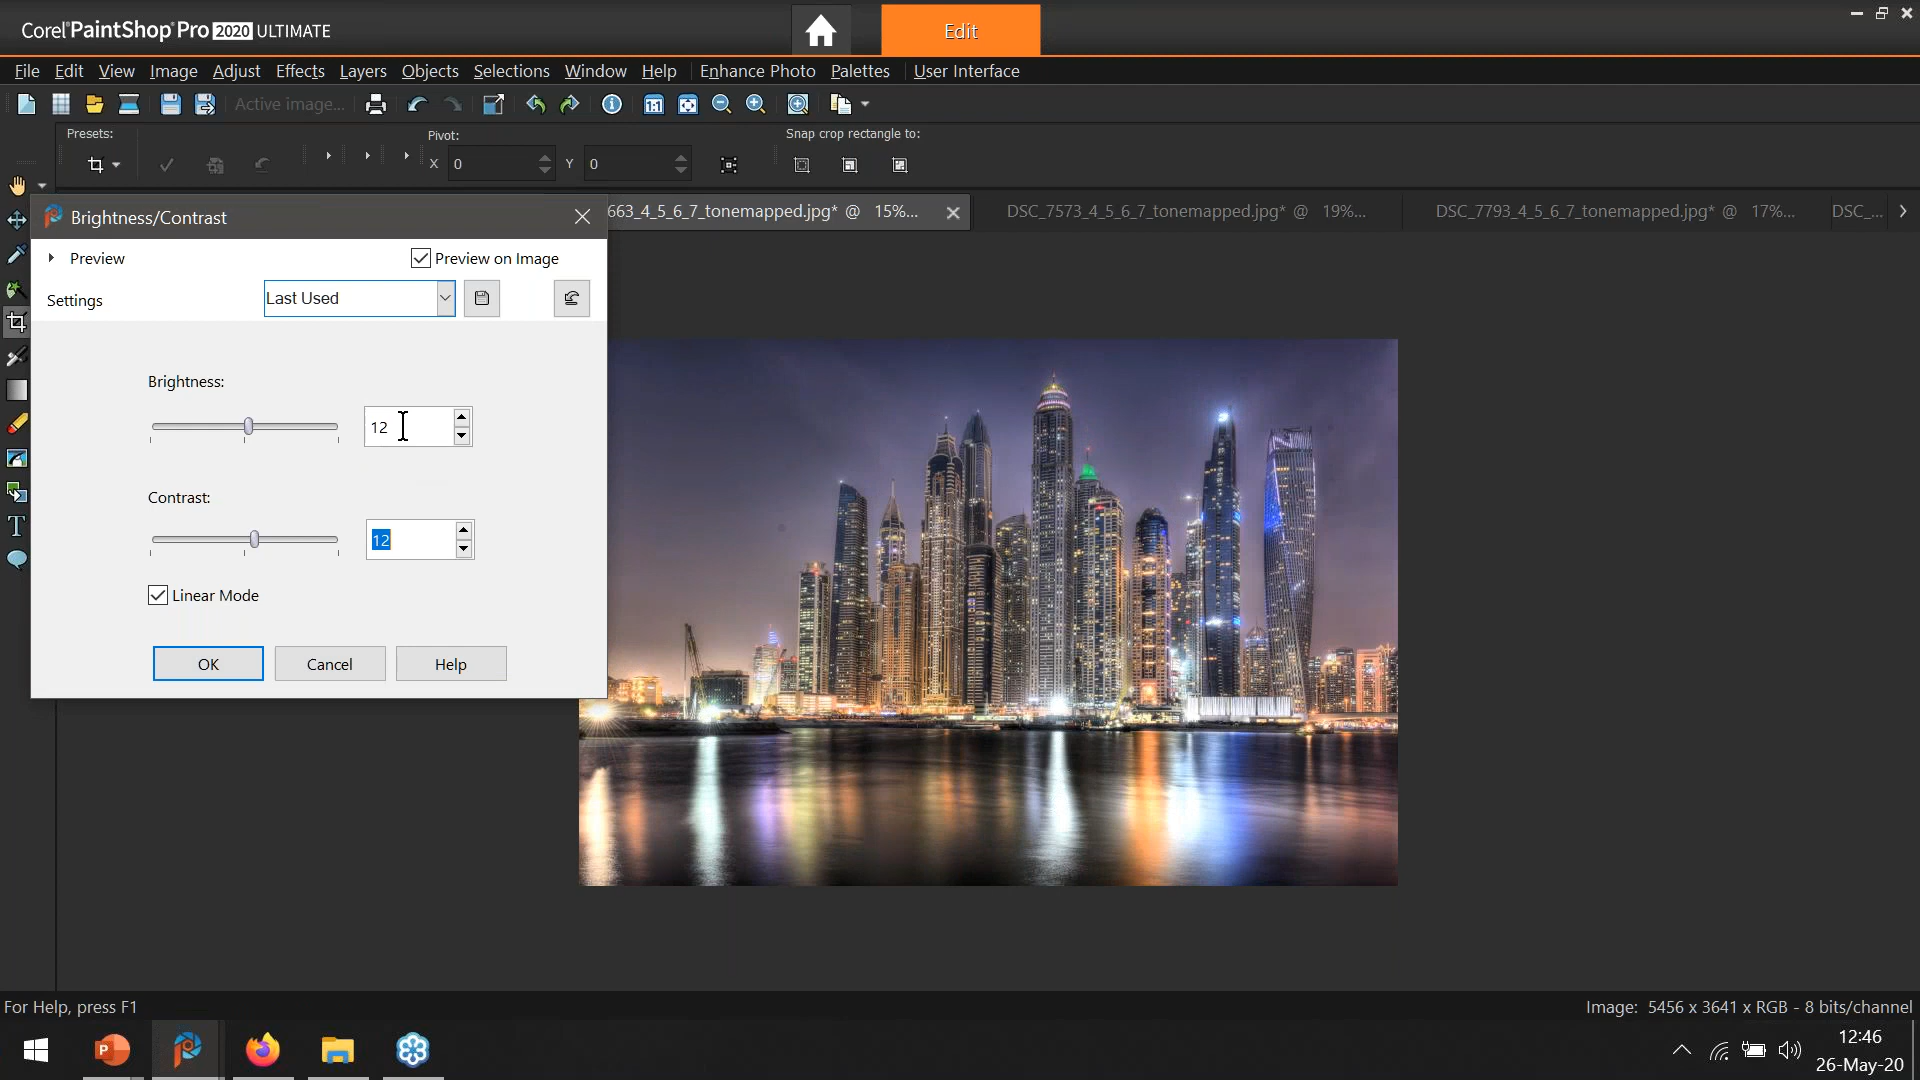 Corel PaintShop Pro 2020 ULTIMATE
Edit
File Edit View Image Adjust Effects Layers Objects Selections Window Help Enhance Photo Palettes User Interface
Active image...
Presets:
Pivot:
Snap crop rectangle to:
X 0 Y 0
Brightness/Contrast
663_4_5_6_7_tonemapped.jpg* @ 15%...
DSC_7573_4_5_6_7_tonemapped.jpg* @ 19%...
DSC_7793_4_5_6_7_tonemapped.jpg* @ 17%...
DSC_...
Preview
Preview on Image
Settings
Last Used
Brightness:
12
Contrast:
12
Linear Mode
OK Cancel Help
For Help, press F1
Image: 5456 x 3641 x RGB - 8 bits/channel
12:46
26-May-20